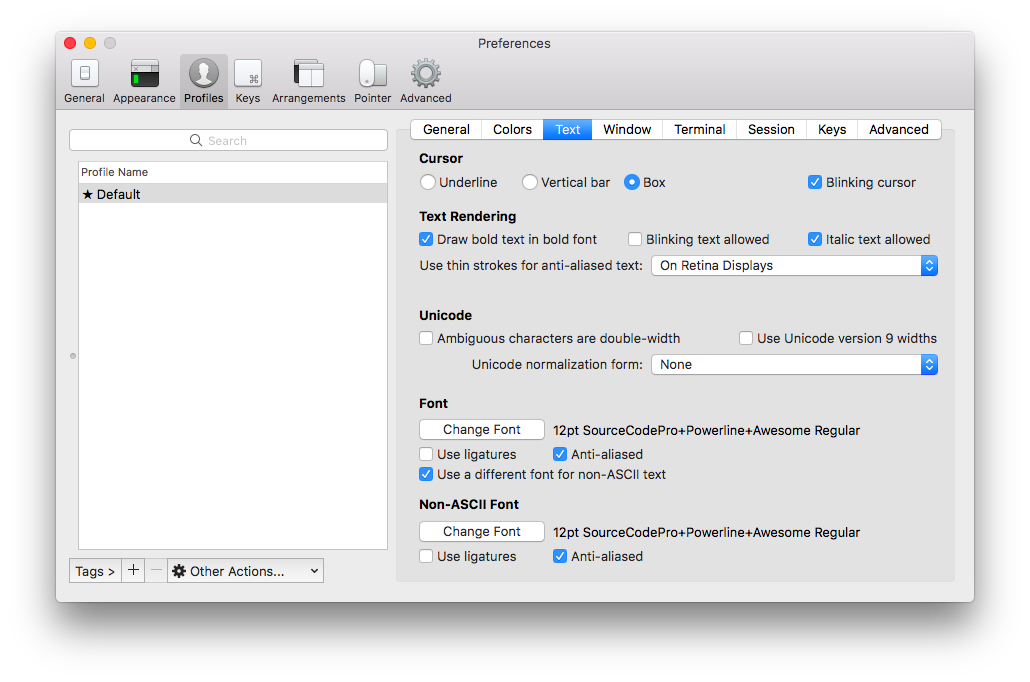 Preferences
General Appearance Profiles Keys Arrangements Pointer Advanced
Search
Profile Name
★ Default
Tags > + − Other Actions...
General Colors Text Window Terminal Session Keys Advanced
Cursor
Underline Vertical bar Box Blinking cursor
Text Rendering
Draw bold text in bold font Blinking text allowed Italic text allowed
Use thin strokes for anti-aliased text: On Retina Displays
Unicode
Ambiguous characters are double-width Use Unicode version 9 widths
Unicode normalization form: None
Font
Change Font 12pt SourceCodePro+Powerline+Awesome Regular
Use ligatures Anti-aliased
Use a different font for non-ASCII text
Non-ASCII Font
Change Font 12pt SourceCodePro+Powerline+Awesome Regular
Use ligatures Anti-aliased